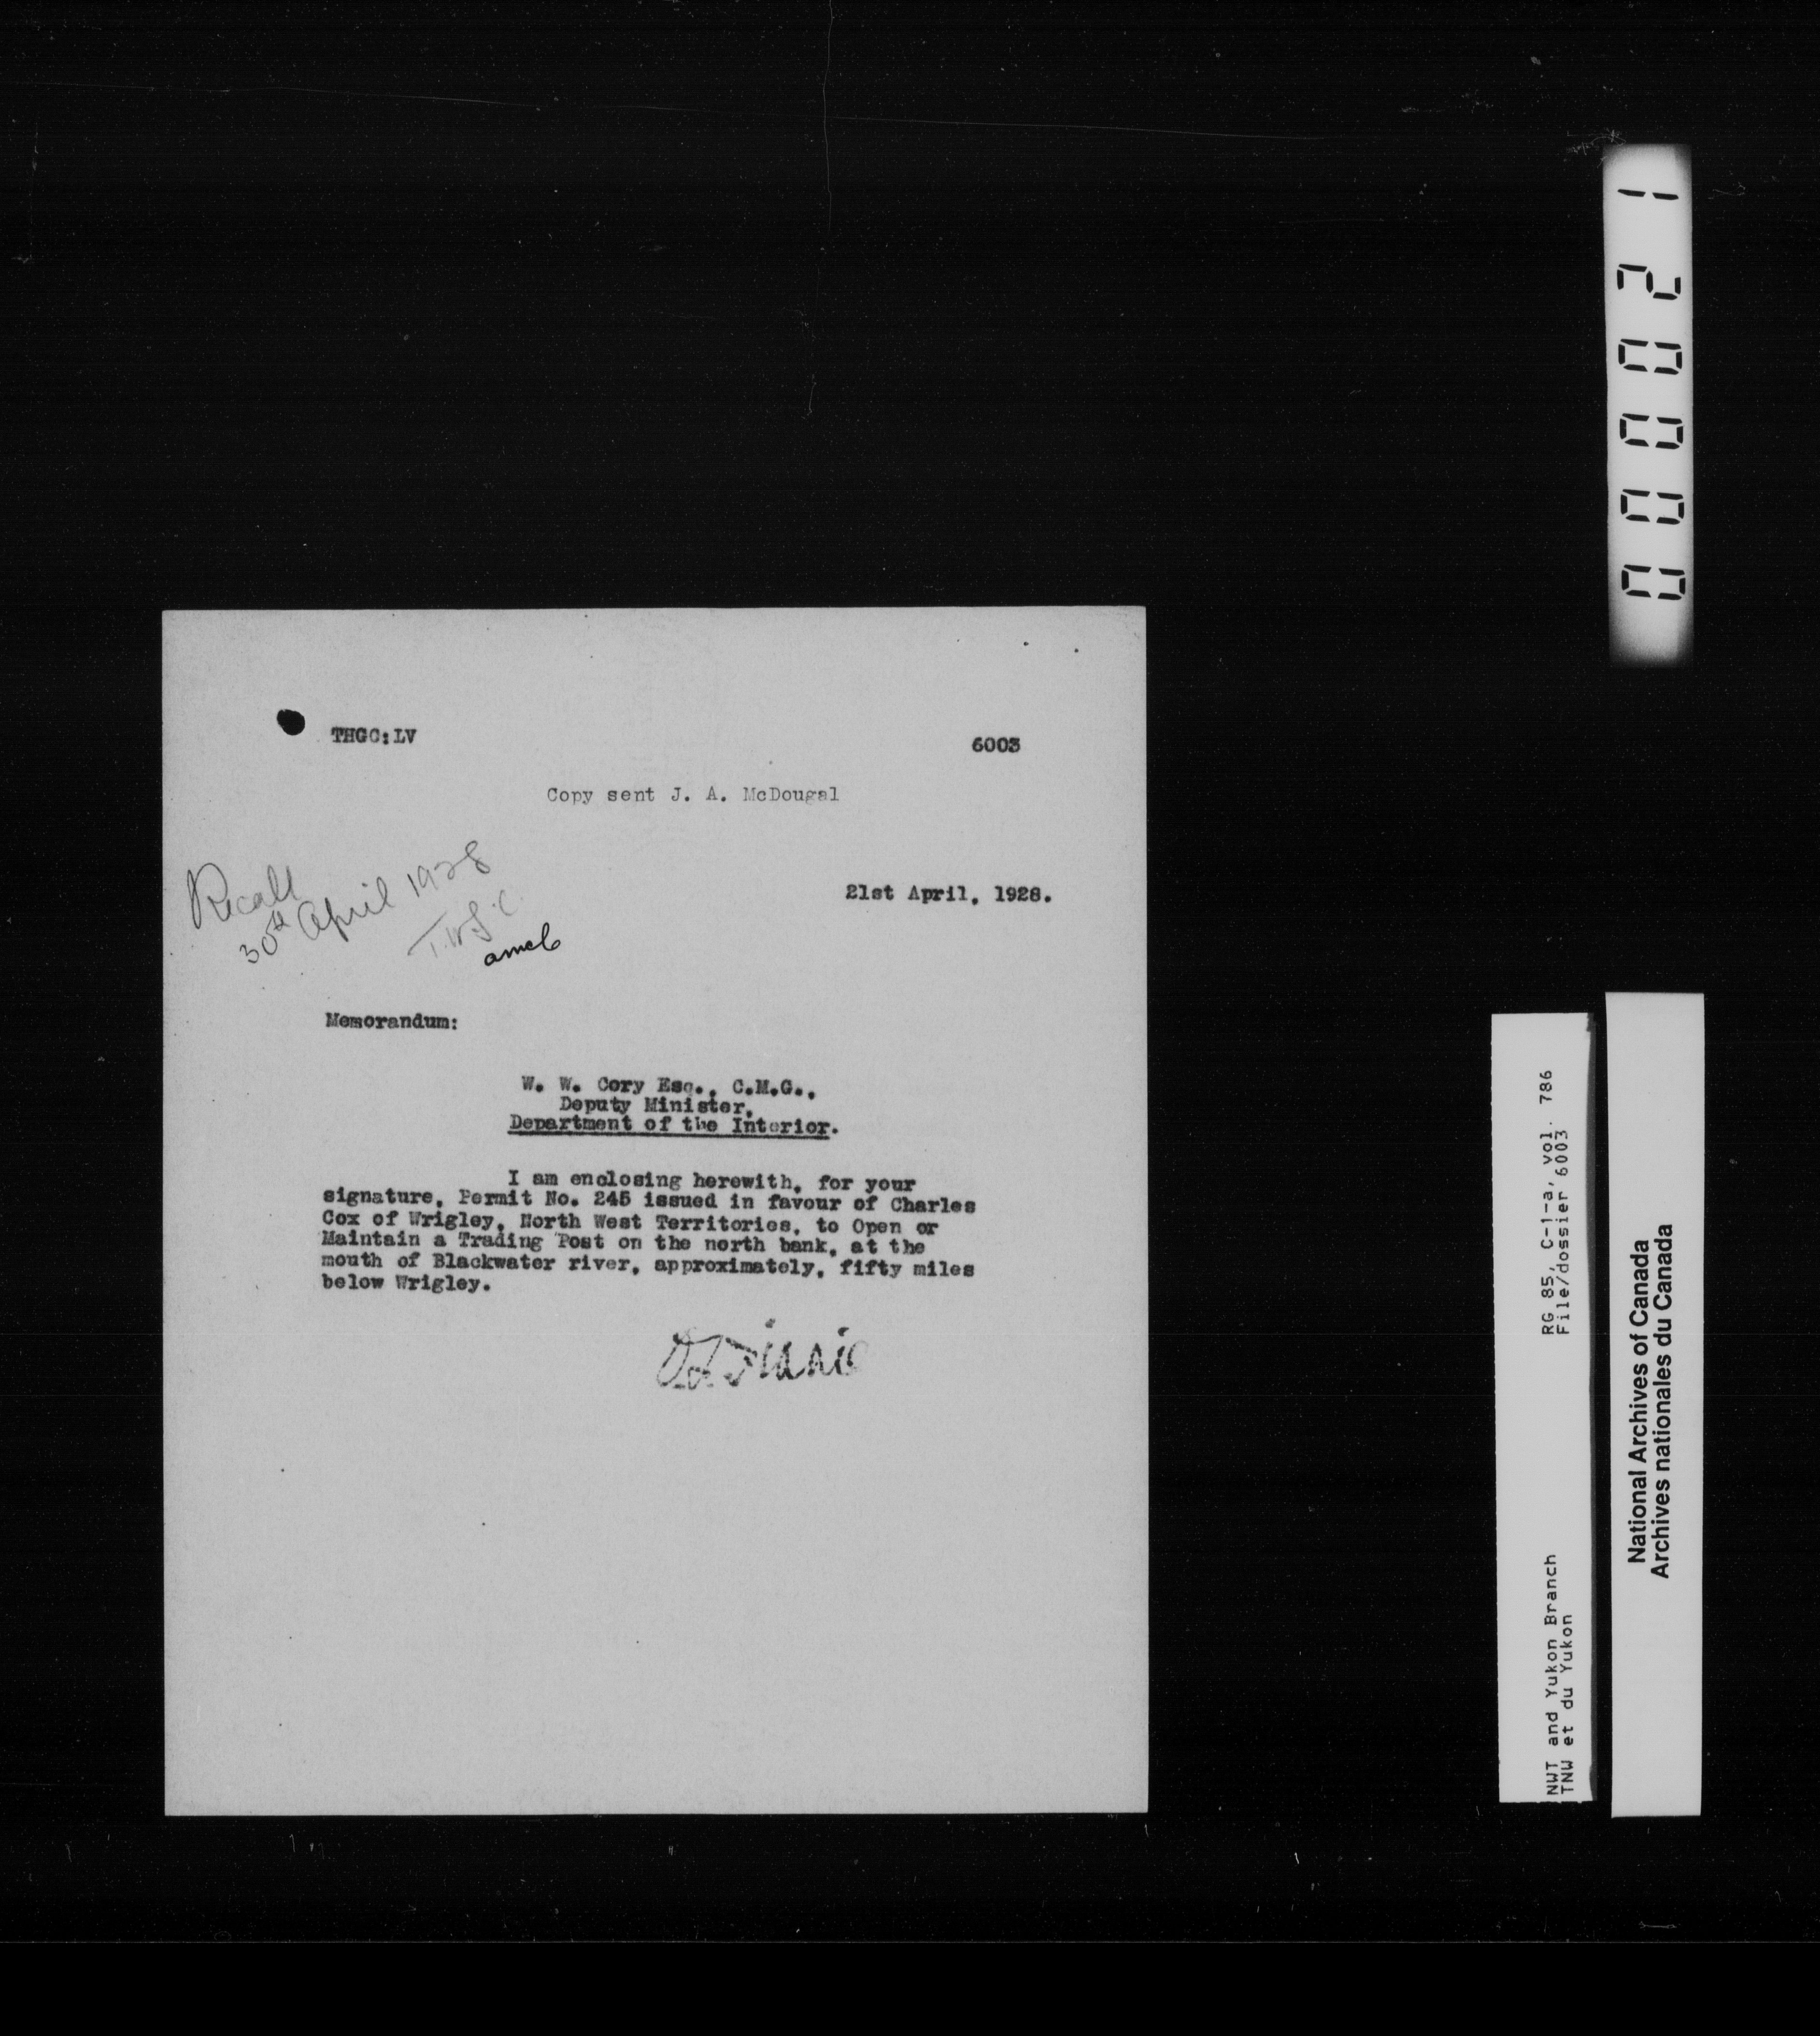 THGC:LV
6003
Copy sent J. A. McDougal
Recall
30th April 1928
21st April, 1928.
Memorandum:
W. W. Cory Esq., C.M.G.,
Deputy Minister,
Department of the Interior.
I am enclosing herewith, for your
signature, Permit No. 245 issued in favour of Charles
Cox of Wrigley, North West Territories, to Open or
Maintain a Trading Post on the north bank, at the
mouth of Blackwater river, approximately, fifty miles
below Wrigley.
000021
NWT and Yukon Branch RG 85, C-1-a, vol. 786
TNW et du Yukon File/dossier 6003
National Archives of Canada
Archives nationales du Canada